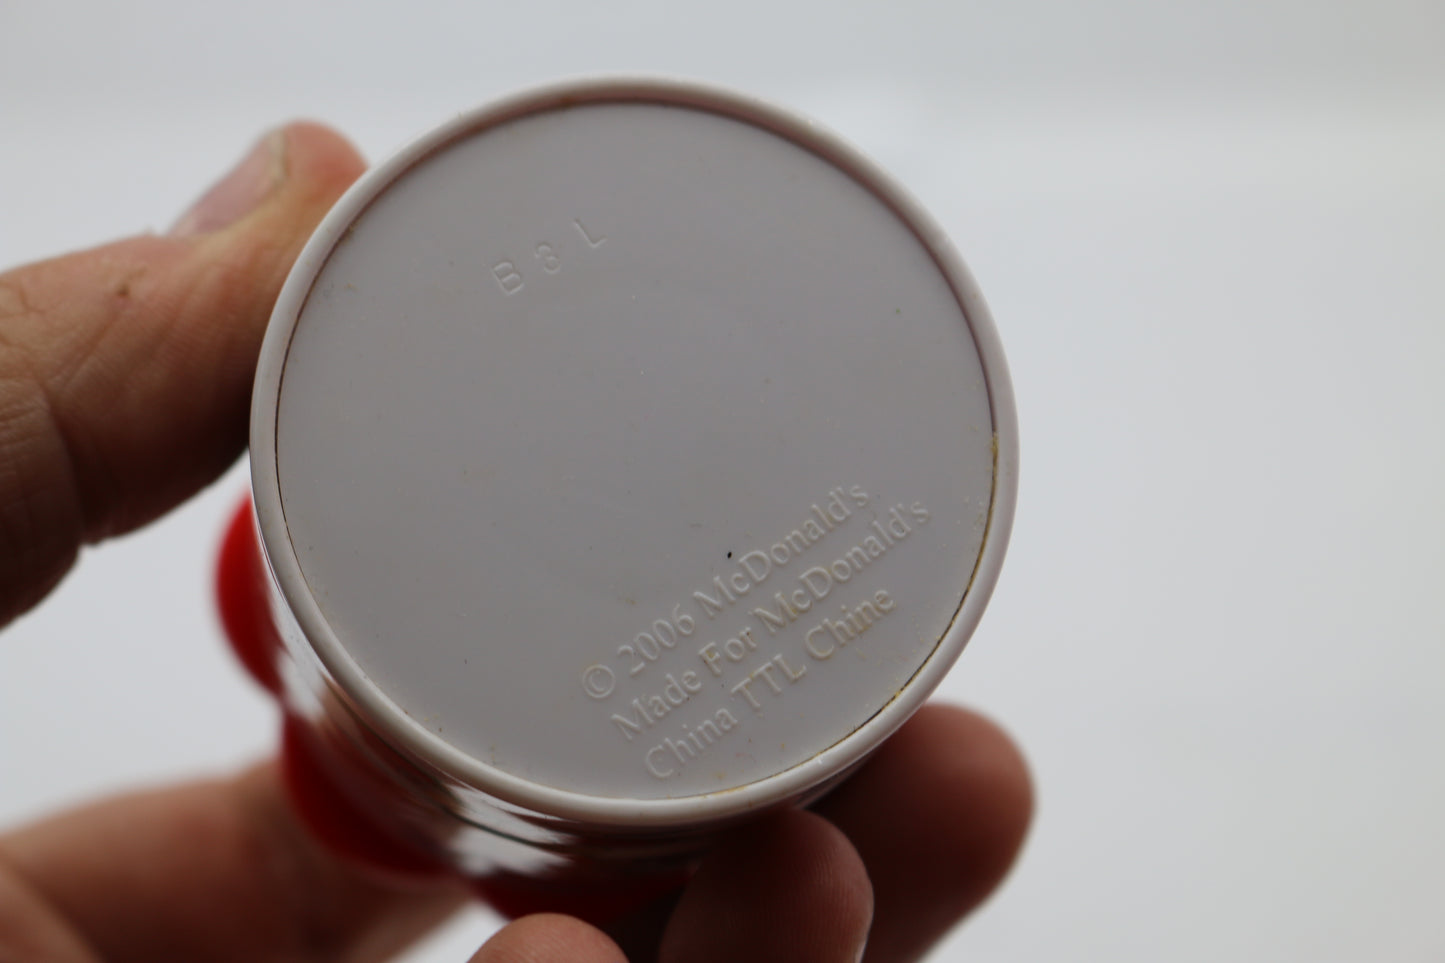 B 3 L
© 2006 McDonald's
Made For McDonald's
China TTL Chine